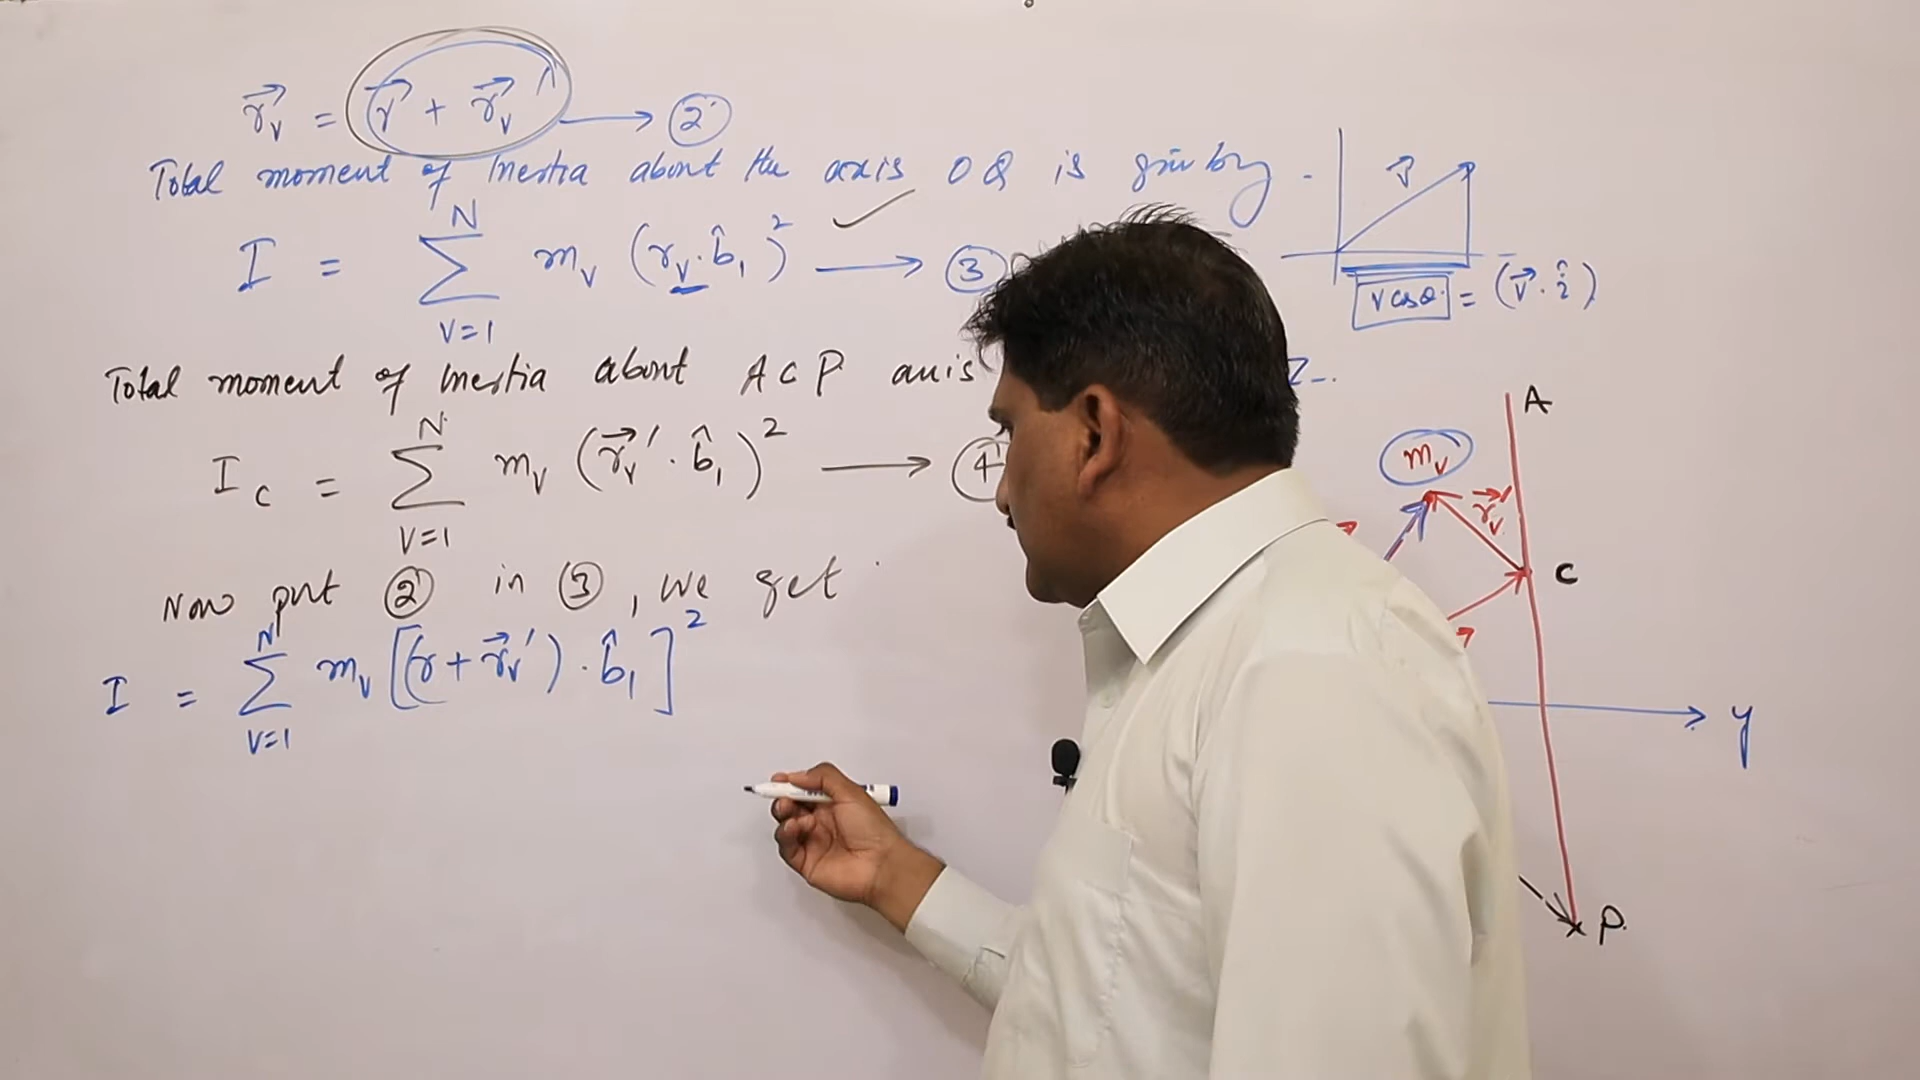 r⃗ᵥ = (r⃗ + r⃗ᵥ′) ⟶ ②
Total moment of Inertia about the axis OQ is given by.
I = Σ_{v=1}^{N} mᵥ (rᵥ · b̂₁)² ⟶ ③
Total moment of Inertia about ACP axis
I_C = Σ_{v=1}^{N} mᵥ (r⃗ᵥ′ · b̂₁)² ⟶ ④
Now put ② in ③, we get
I = Σ_{v=1}^{N} mᵥ [(r + r⃗ᵥ′) · b̂₁]²
v⃗
v cosθ = (v⃗ · î)
Z
A
mᵥ
r⃗ᵥ′
C
y
P.